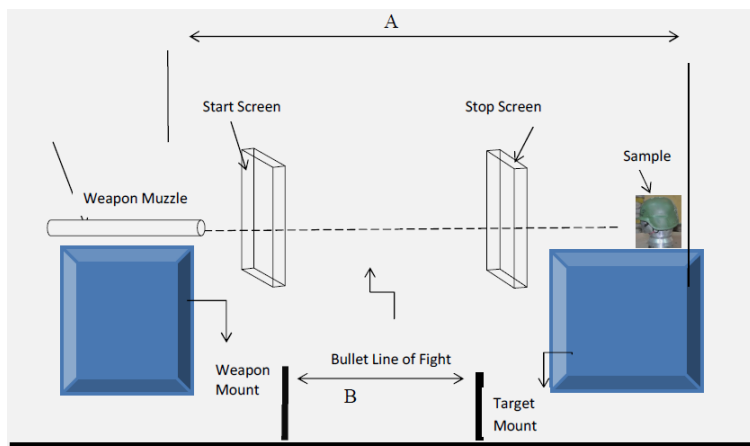 A
Start Screen
Stop Screen
Sample
Weapon Muzzle
Bullet Line of Fight
Weapon
Mount
B
Target
Mount